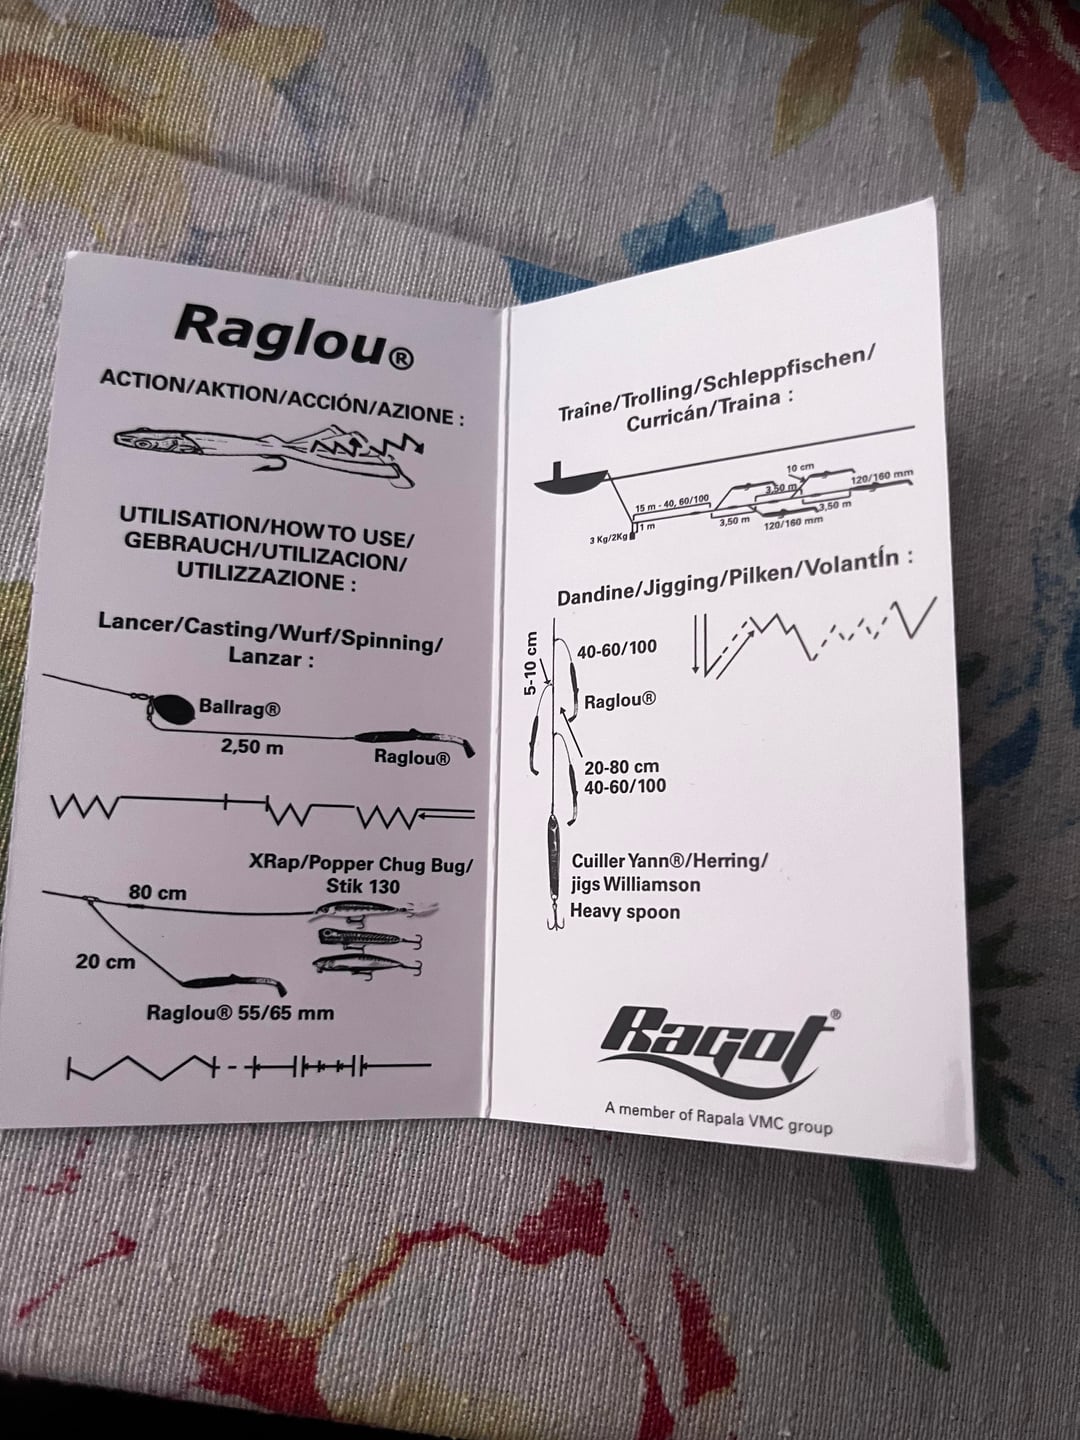 Raglou®
ACTION/AKTION/ACCIÓN/AZIONE :
UTILISATION/HOW TO USE/
GEBRAUCH/UTILIZACION/
UTILIZZAZIONE :
Lancer/Casting/Wurf/Spinning/
Lanzar :
Ballrag®
2,50 m
Raglou®
XRap/Popper Chug Bug/
Stik 130
80 cm
20 cm
Raglou® 55/65 mm
Traîne/Trolling/Schleppfischen/
Curricán/Traina :
10 cm
15 m - 40, 60/100
3,50 m
120/160 mm
1 m
3,50 m
3,50 m
120/160 mm
3 Kg/2Kg
Dandine/Jigging/Pilken/VolantÍn :
5-10 cm
40-60/100
Raglou®
20-80 cm
40-60/100
Cuiller Yann®/Herring/
jigs Williamson
Heavy spoon
Ragot®
A member of Rapala VMC group